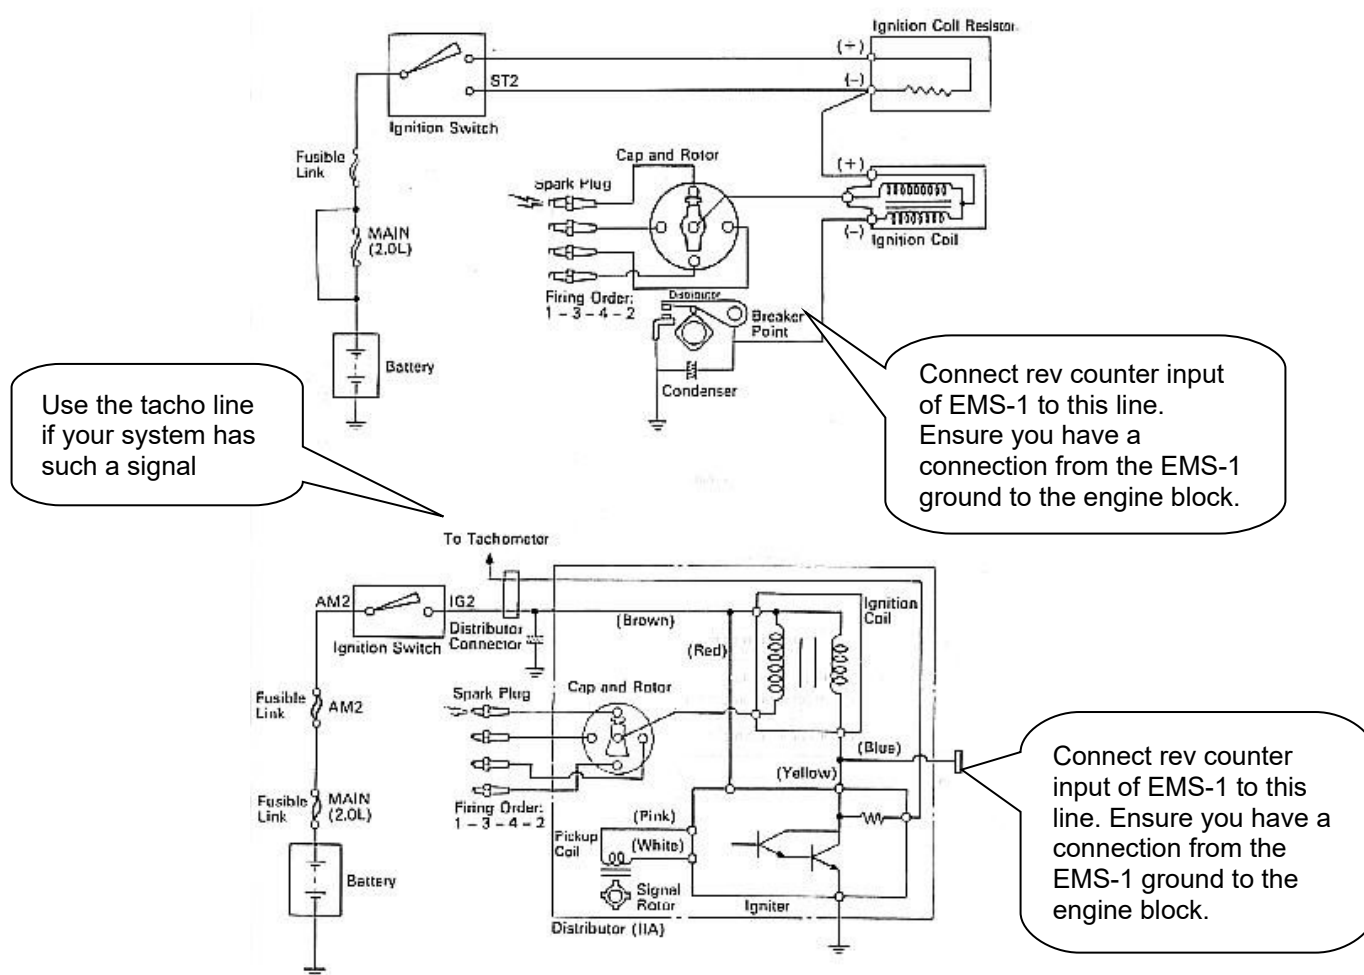 Ignition Coil Resistor
(+)
(-)
ST2
Ignition Switch
Fusible
Link
Cap and Rotor
(+)
Spark Plug
MAIN
(2.0L)
(-)
Ignition Coil
Firing Order:
1 - 3 - 4 - 2
Distributor
Breaker
Point
Battery
Condenser
Connect rev counter input
of EMS-1 to this line.
Ensure you have a
connection from the EMS-1
ground to the engine block.
Use the tacho line
if your system has
such a signal
To Tachometer
AM2
IG2
Ignition Switch
Distributor
Connector
(Brown)
Ignition
Coil
(Red)
Fusible
Link
AM2
Spark Plug
Cap and Rotor
(Blue)
(Yellow)
Fusible
Link
MAIN
(2.0L)
Firing Order:
1 - 3 - 4 - 2
(Pink)
Pickup
Coil
(White)
Battery
Signal
Rotor
Igniter
Distributor (IIA)
Connect rev counter
input of EMS-1 to this
line. Ensure you have a
connection from the
EMS-1 ground to the
engine block.